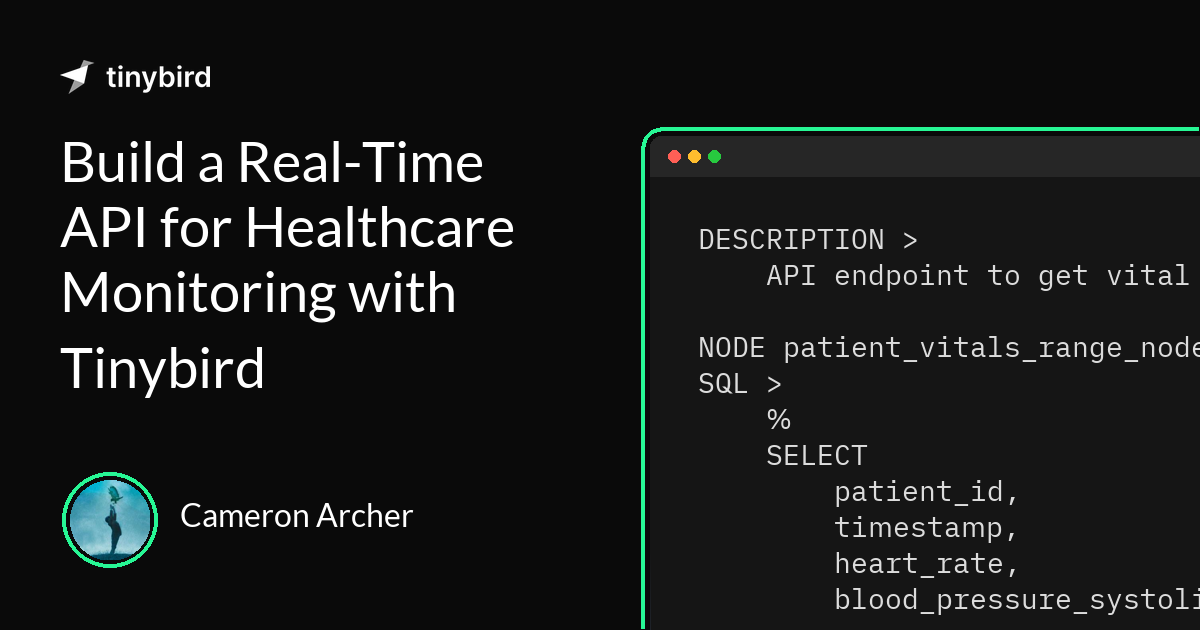 tinybird
Build a Real-Time
API for Healthcare
Monitoring with
Tinybird
Cameron Archer
DESCRIPTION >
API endpoint to get vital
NODE patient_vitals_range_node
SQL >
%
SELECT
patient_id,
timestamp,
heart_rate,
blood_pressure_systoli